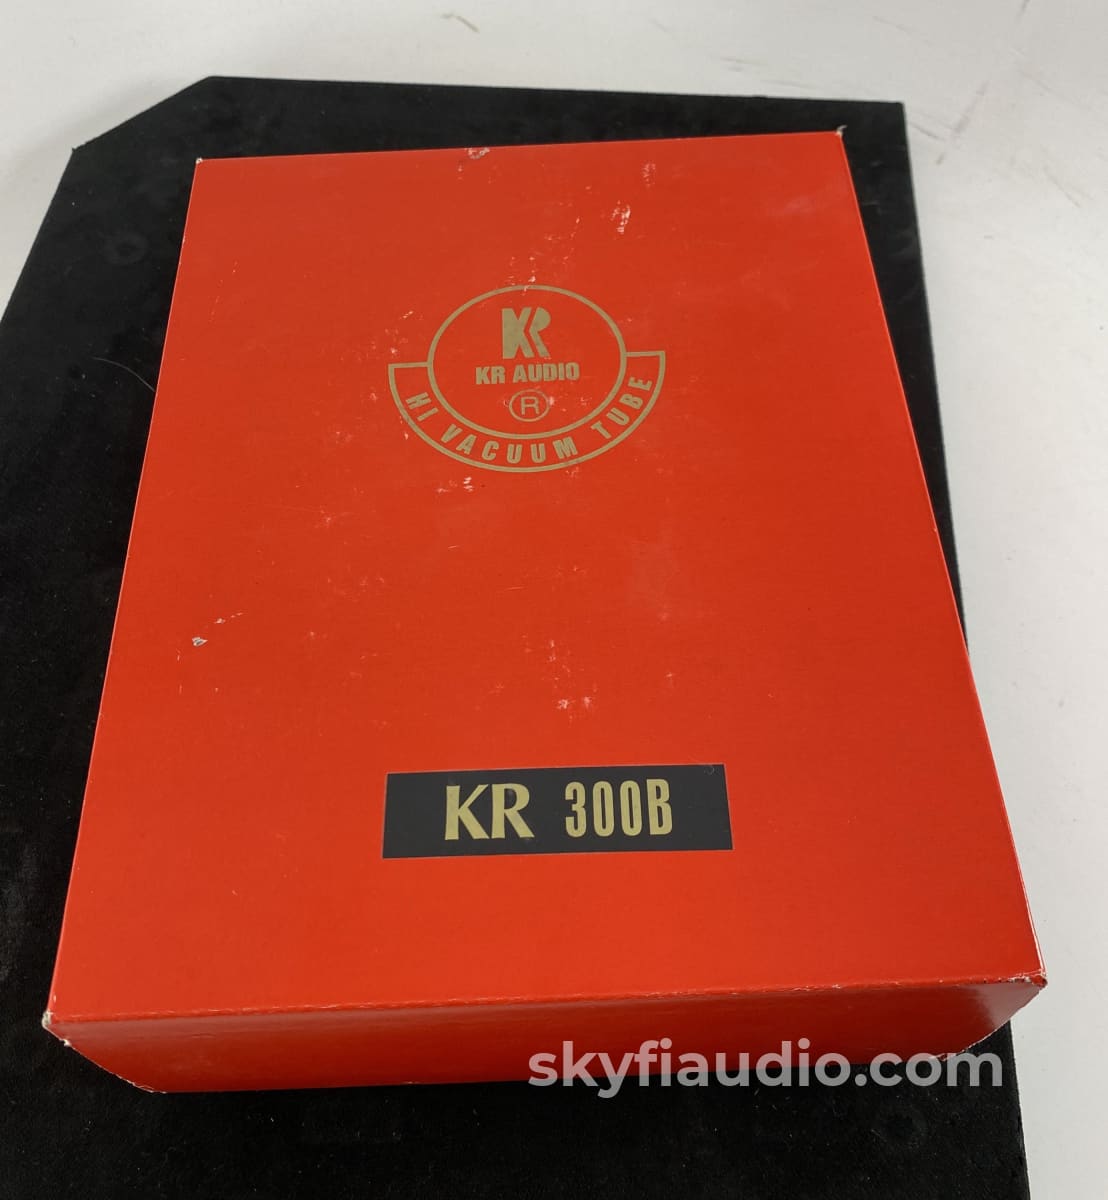 KR
KR AUDIO
®
HI VACUUM TUBE
KR 300B
skyfiaudio.com